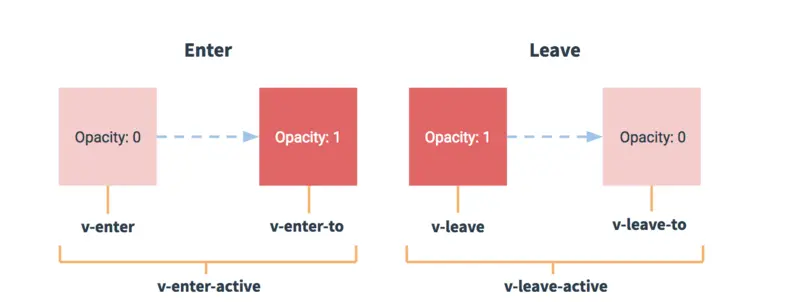 Enter
Leave
Opacity: 0
Opacity: 1
Opacity: 1
Opacity: 0
v-enter
v-enter-to
v-leave
v-leave-to
v-enter-active
v-leave-active